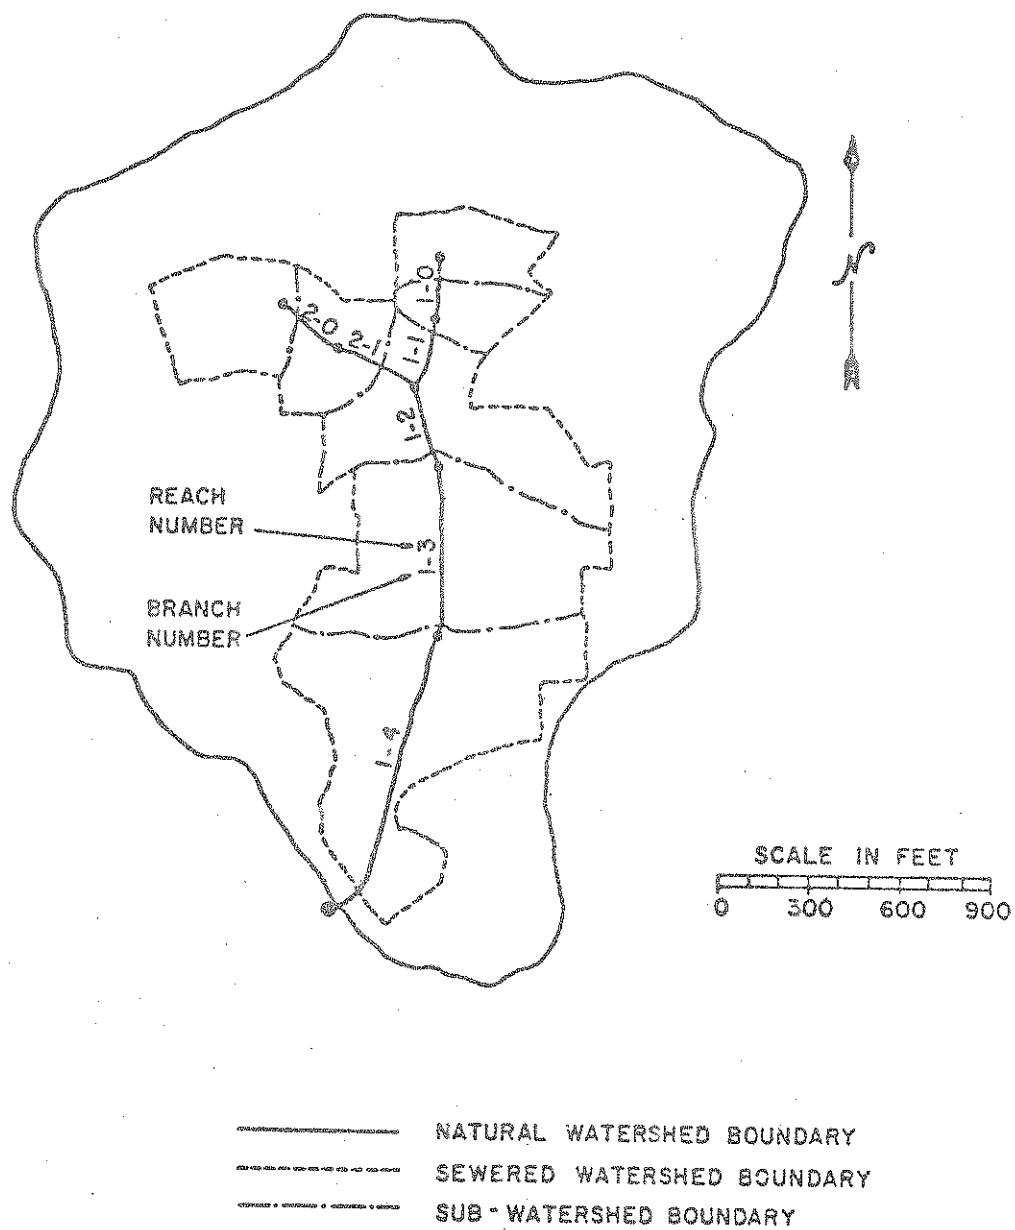 N
1-0
2-0
2-1
1-1
1-2
REACH
NUMBER
1-3
BRANCH
NUMBER
1-4
SCALE IN FEET
0 300 600 900
NATURAL WATERSHED BOUNDARY
SEWERED WATERSHED BOUNDARY
SUB-WATERSHED BOUNDARY